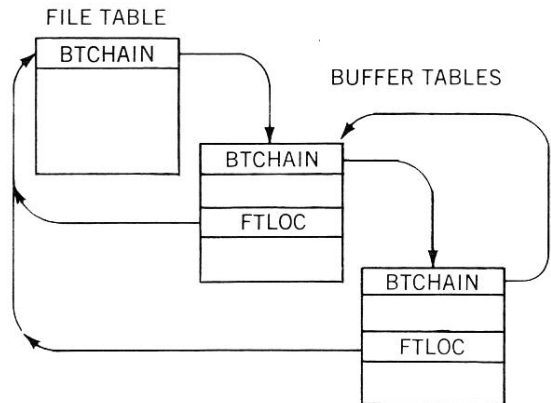 FILE TABLE
BTCHAIN
BUFFER TABLES
BTCHAIN
FTLOC
BTCHAIN
FTLOC